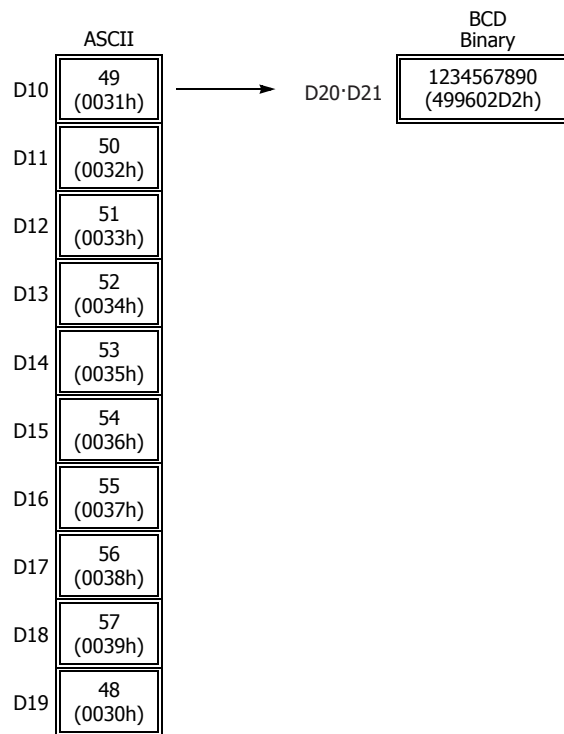 ASCII
BCD
Binary
D10
49
(0031h)
D20·D21
1234567890
(499602D2h)
D11
50
(0032h)
D12
51
(0033h)
D13
52
(0034h)
D14
53
(0035h)
D15
54
(0036h)
D16
55
(0037h)
D17
56
(0038h)
D18
57
(0039h)
D19
48
(0030h)